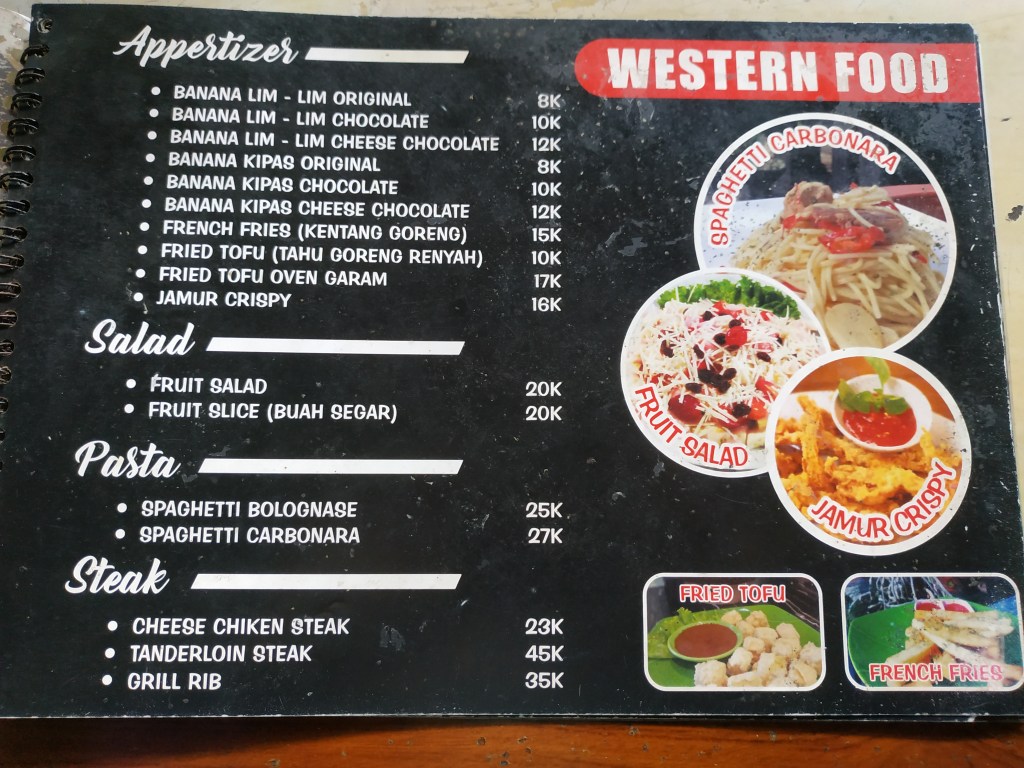 Appertizer
WESTERN FOOD
BANANA LIM - LIM ORIGINAL 8K
BANANA LIM - LIM CHOCOLATE 10K
BANANA LIM - LIM CHEESE CHOCOLATE 12K
BANANA KIPAS ORIGINAL 8K
BANANA KIPAS CHOCOLATE 10K
BANANA KIPAS CHEESE CHOCOLATE 12K
FRENCH FRIES (KENTANG GORENG) 15K
FRIED TOFU (TAHU GORENG RENYAH) 10K
FRIED TOFU OVEN GARAM 17K
JAMUR CRISPY 16K
Salad
FRUIT SALAD 20K
FRUIT SLICE (BUAH SEGAR) 20K
Pasta
SPAGHETTI BOLOGNASE 25K
SPAGHETTI CARBONARA 27K
Steak
CHEESE CHIKEN STEAK 23K
TANDERLOIN STEAK 45K
GRILL RIB 35K
SPAGHETTI CARBONARA
FRUIT SALAD
JAMUR CRISPY
FRIED TOFU
FRENCH FRIES